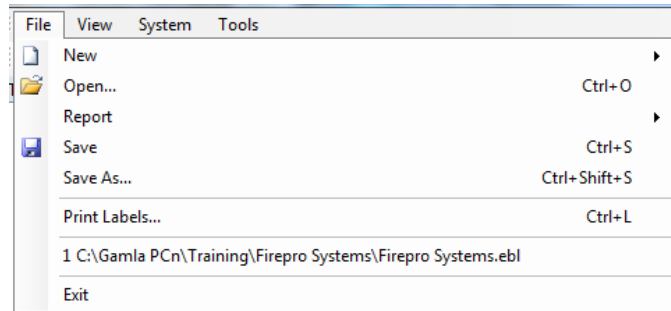 File View System Tools
New
Open... Ctrl+O
Report
Save Ctrl+S
Save As... Ctrl+Shift+S
Print Labels... Ctrl+L
1 C:\Gamla PCn\Training\Firepro Systems\Firepro Systems.ebl
Exit